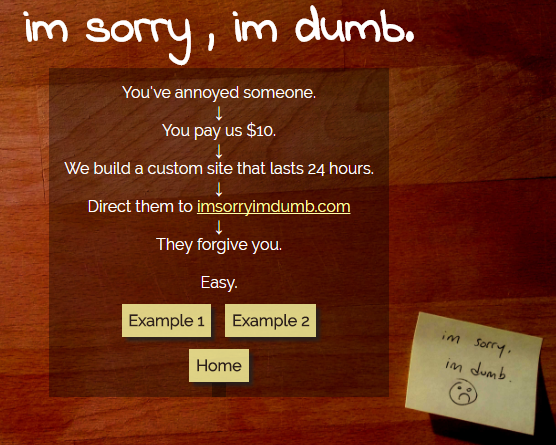 im sorry , im dumb.
You've annoyed someone.
↓
You pay us $10.
↓
We build a custom site that lasts 24 hours.
↓
Direct them to imsorryimdumb.com
↓
They forgive you.
Easy.
Example 1 Example 2
Home
im sorry,
im dumb.